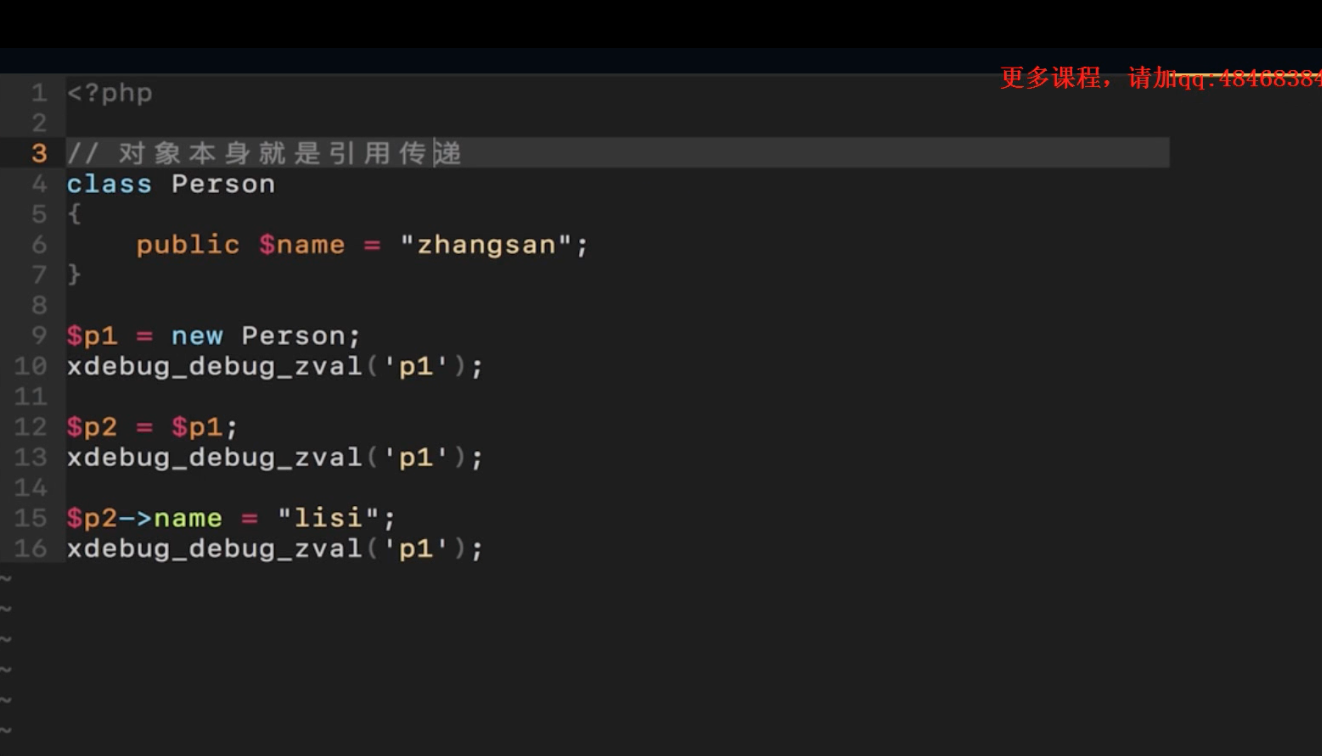 更多课程，请加qq:48468384
1 <?php
2
3 // 对象本身就是引用传递
4 class Person
5 {
6     public $name = "zhangsan";
7 }
8
9 $p1 = new Person;
10 xdebug_debug_zval('p1');
11
12 $p2 = $p1;
13 xdebug_debug_zval('p1');
14
15 $p2->name = "lisi";
16 xdebug_debug_zval('p1');
~
~
~
~
~
~